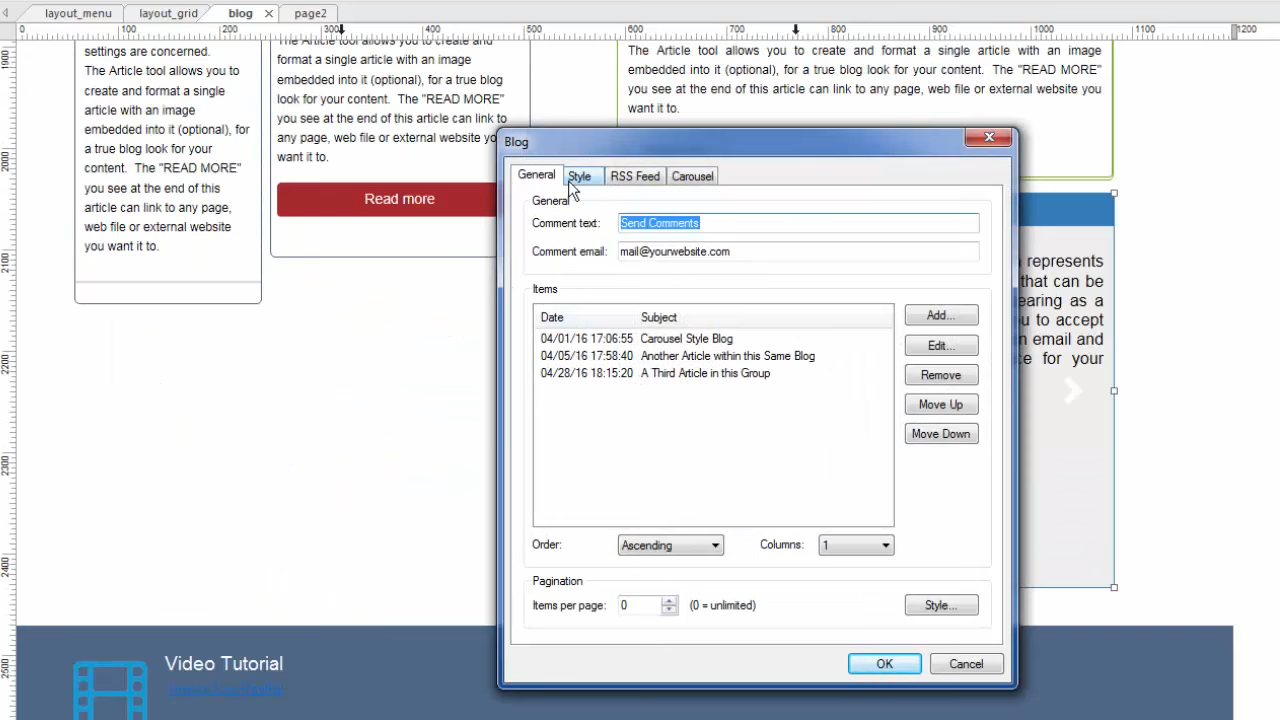 layout_menu
layout_grid
blog
page2
0
100
200
300
400
500
600
700
800
900
1000
1100
1200
1900
2000
2100
2200
2300
2400
2500
settings are concerned.
The Article tool allows you to
create and format a single
article with an image
embedded into it (optional), for
a true blog look for your
content. The "READ MORE"
you see at the end of this
article can link to any page,
web file or external website
you want it to.
The Article tool allows you to create and
format a single article with an image
embedded into it (optional), for a true blog
look for your content. The "READ MORE"
you see at the end of this article can link to
any page, web file or external website yo
want it to.
Read more
The Article tool allows you to create and format a single article with an image
embedded into it (optional), for a true blog look for your content. The "READ MORE"
you see at the end of this article can link to any page, web file or external website you
want it to.
Blog
General
Style
RSS Feed
Carousel
General
Comment text:
Send Comments
Comment email:
mail@yourwebsite.com
Items
Date Subject
04/01/16 17:06:55 Carousel Style Blog
04/05/16 17:58:40 Another Article within this Same Blog
04/28/16 18:15:20 A Third Article in this Group
Add...
Edit...
Remove
Move Up
Move Down
Order:
Ascending
Columns:
1
Pagination
Items per page:
0
(0 = unlimited)
Style...
OK
Cancel
represents
that can be
earing as a
u to accept
n email and
ce for your
Video Tutorial